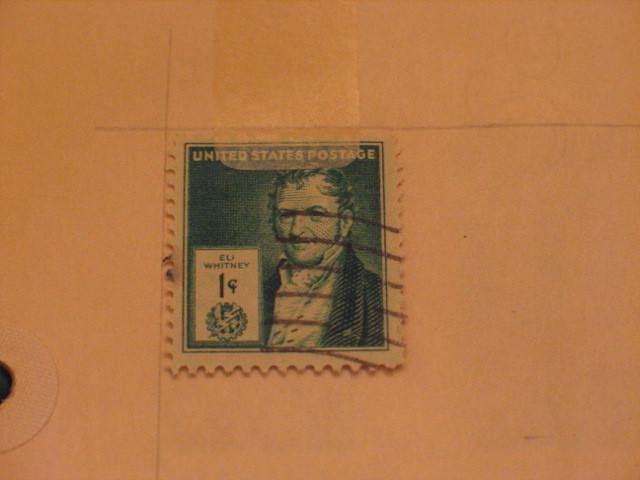 UNITED STATES POSTAGE
ELI
WHITNEY
1¢